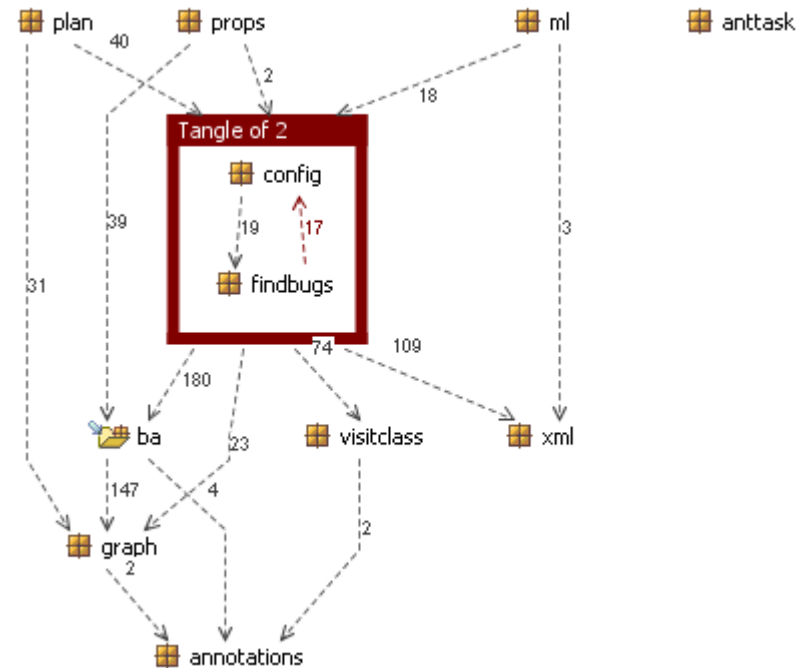 plan
props
ml
anttask
40
2
18
Tangle of 2
config
39
19
17
3
31
findbugs
74
109
180
ba
visitclass
xml
23
147
4
2
graph
2
annotations